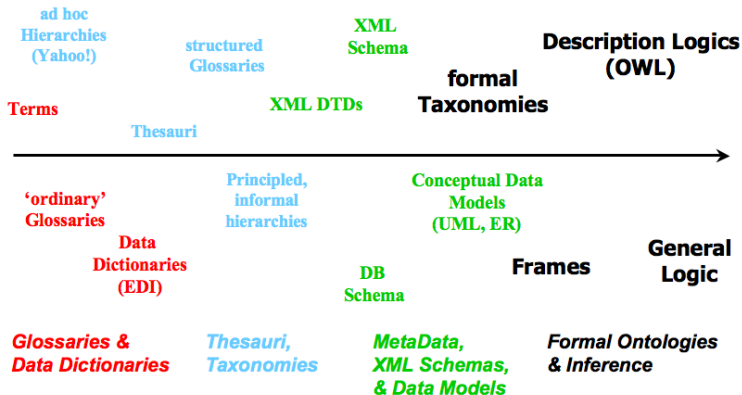 ad hoc
Hierarchies
(Yahoo!)
structured
Glossaries
XML
Schema
Description Logics
(OWL)
formal
Taxonomies
Terms
XML DTDs
Thesauri
‘ordinary’
Glossaries
Principled,
informal
hierarchies
Conceptual Data
Models
(UML, ER)
Data
Dictionaries
(EDI)
DB
Schema
Frames
General
Logic
Glossaries &
Data Dictionaries
Thesauri,
Taxonomies
MetaData,
XML Schemas,
& Data Models
Formal Ontologies
& Inference